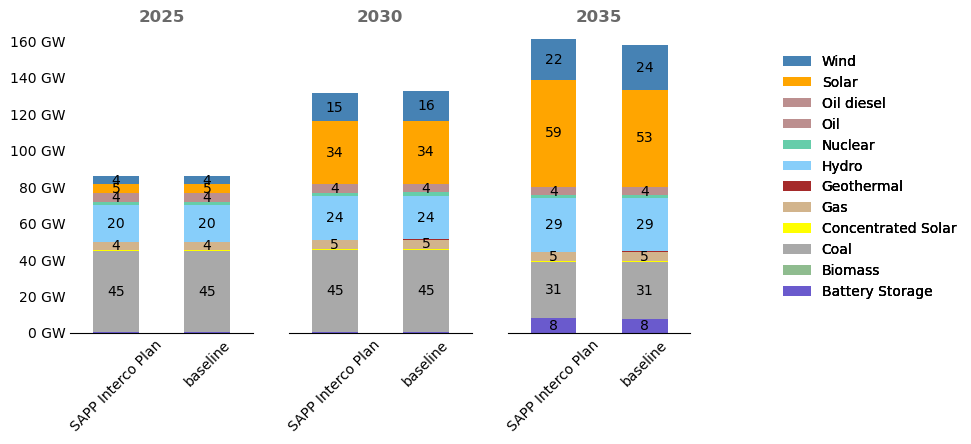 2025 2030 2035
160 GW
140 GW
120 GW
100 GW
80 GW
60 GW
40 GW
20 GW
0 GW
4 5 4 20 4 45
4 5 4 20 4 45
15 34 4 24 5 45
16 34 4 24 5 45
22 59 4 29 5 31 8
24 53 4 29 5 31 8
SAPP Interco Plan
baseline
SAPP Interco Plan
baseline
SAPP Interco Plan
baseline
Wind
Solar
Oil diesel
Oil
Nuclear
Hydro
Geothermal
Gas
Concentrated Solar
Coal
Biomass
Battery Storage